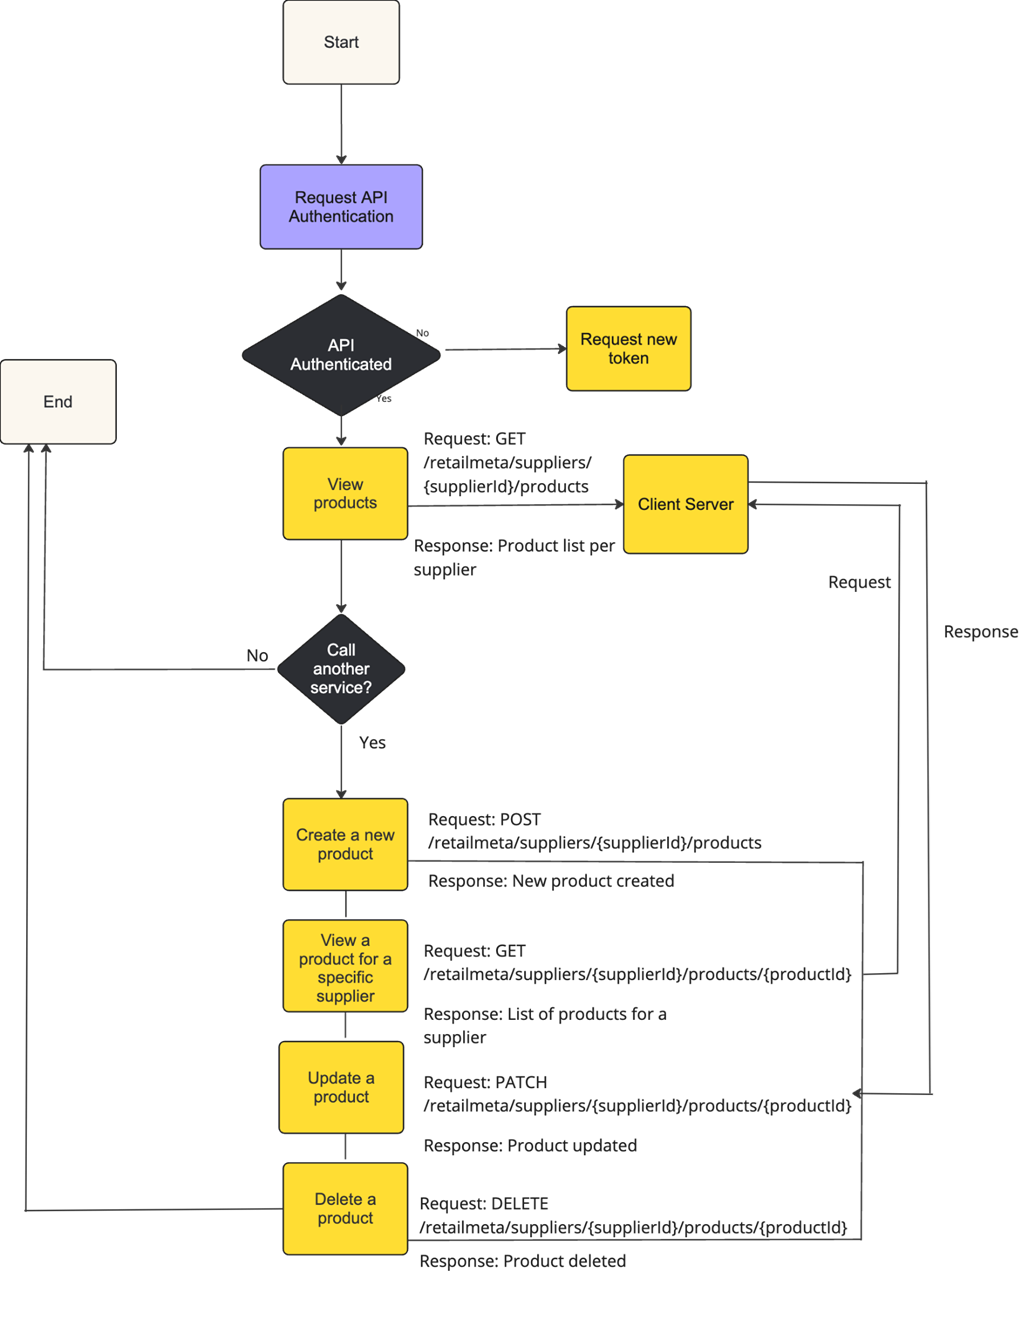 Start
Request API
Authentication
API
Authenticated
No
Yes
Request new
token
End
View
products
Request: GET
/retailmeta/suppliers/
{supplierId}/products
Response: Product list per
supplier
Client Server
Request
Response
Call
another
service?
No
Yes
Create a new
product
Request: POST
/retailmeta/suppliers/{supplierId}/products
Response: New product created
View a
product for a
specific
supplier
Request: GET
/retailmeta/suppliers/{supplierId}/products/{productId}
Response: List of products for a
supplier
Update a
product
Request: PATCH
/retailmeta/suppliers/{supplierId}/products/{productId}
Response: Product updated
Delete a
product
Request: DELETE
/retailmeta/suppliers/{supplierId}/products/{productId}
Response: Product deleted